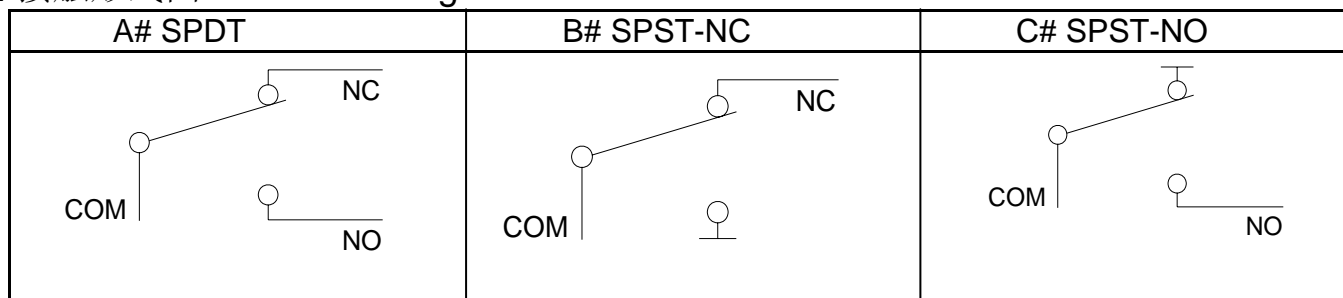 A# SPDT
B# SPST-NC
C# SPST-NO
NC
COM
NO
NC
COM
COM
NO